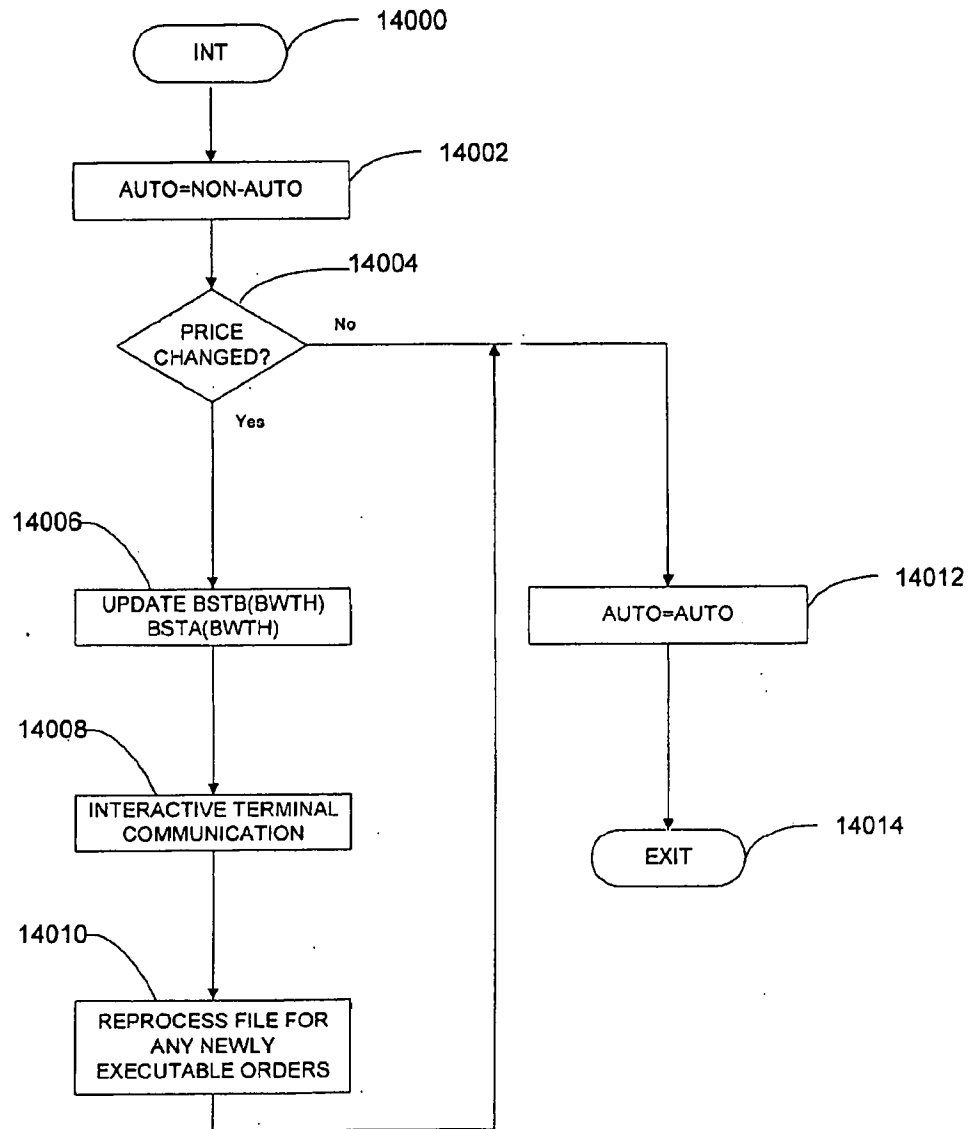 14000
INT
14002
AUTO=NON-AUTO
14004
PRICE
CHANGED?
No
Yes
14006
UPDATE BSTB(BWTH)
BSTA(BWTH)
14012
AUTO=AUTO
14008
INTERACTIVE TERMINAL
COMMUNICATION
14014
EXIT
14010
REPROCESS FILE FOR
ANY NEWLY
EXECUTABLE ORDERS